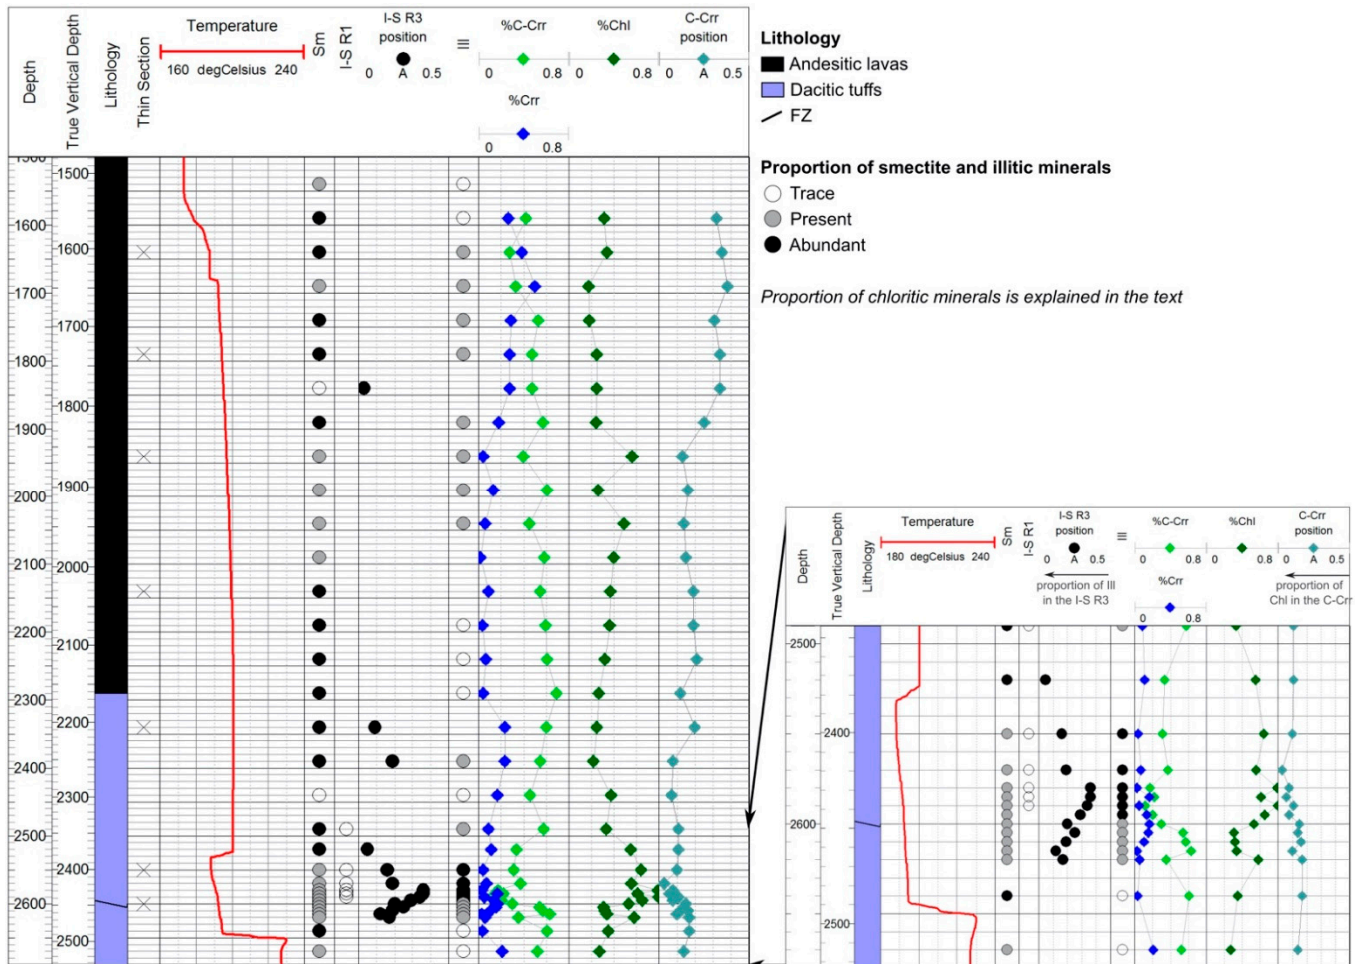 Depth
True Vertical Depth
Lithology
Thin Section
Temperature
160 degCelsius 240
Sm
I-S R1
I-S R3
position
0 A 0.5
Ill
%C-Crr
0 0.8
%Crr
0 0.8
%Chl
0 0.8
C-Crr
position
0 A 0.5
1500
1600
1700
1800
1900
2000
2100
2200
2300
2400
2500
2600
1500
1600
1700
1800
1900
2000
2100
2200
2300
2400
2500
Lithology
Andesitic lavas
Dacitic tuffs
FZ
Proportion of smectite and illitic minerals
Trace
Present
Abundant
Proportion of chloritic minerals is explained in the text
Depth
True Vertical Depth
Lithology
Temperature
180 degCelsius 240
Sm
I-S R1
I-S R3
position
0 A 0.5
proportion of Ill
in the I-S R3
Ill
%C-Crr
0 0.8
%Crr
0 0.8
%Chl
0 0.8
C-Crr
position
0 A 0.5
proportion of
Chl in the C-Crr
2500
2600
2400
2500